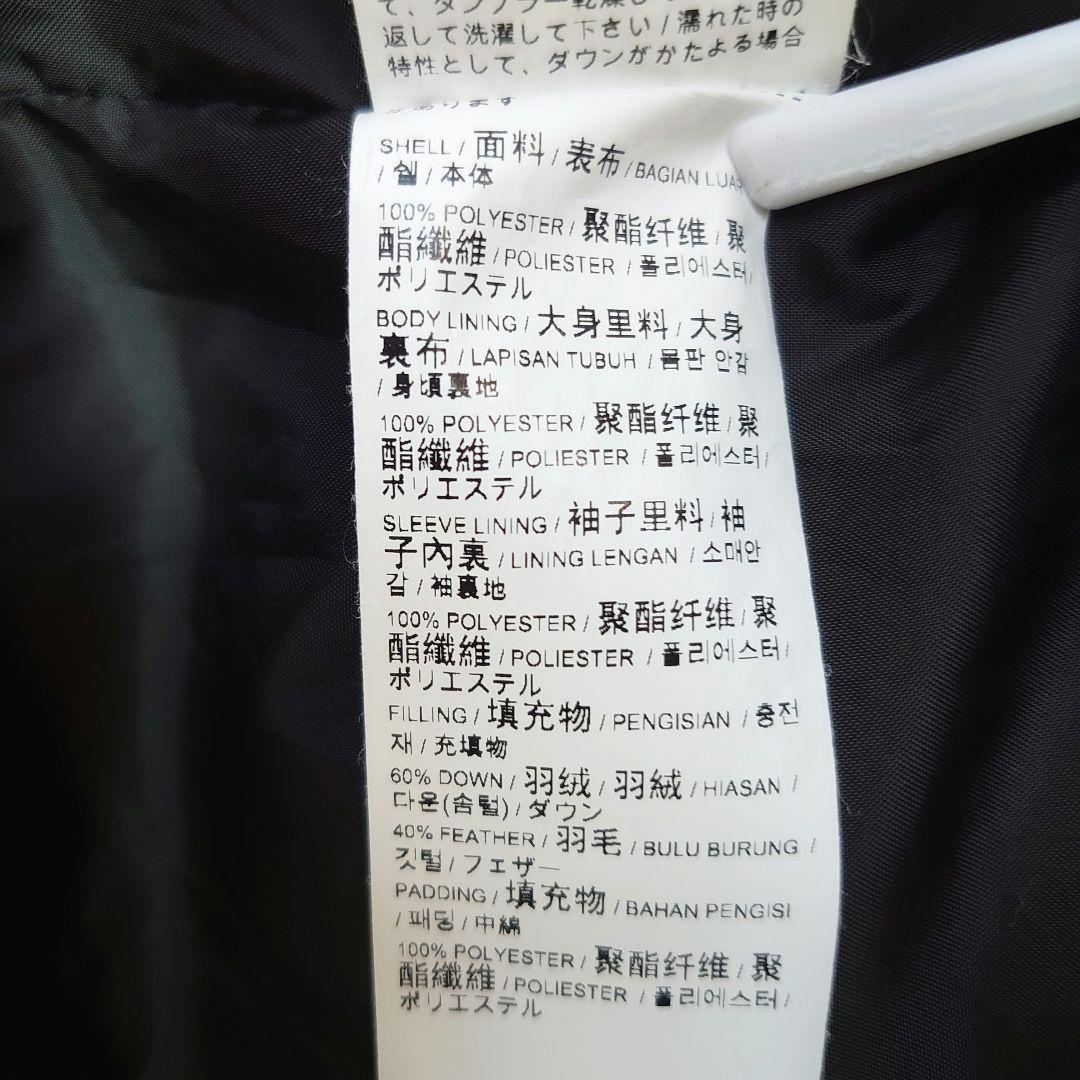 返して洗濯して下さい / 濡れた時の
特性として、ダウンがかたよる場合
があります
SHELL / 面料 / 表布 / BAGIAN LUAR
/ 쉘 / 本体
100% POLYESTER / 聚酯纤维 / 聚
酯纖維 / POLIESTER / 폴리에스터/
ポリエステル
BODY LINING / 大身里料 / 大身
裏布 / LAPISAN TUBUH / 몸판 안감
/ 身頃裏地
100% POLYESTER / 聚酯纤维 / 聚
酯纖維 / POLIESTER / 폴리에스터/
ポリエステル
SLEEVE LINING / 袖子里料 / 袖
子內裏 / LINING LENGAN / 소매안
감 / 袖裏地
100% POLYESTER / 聚酯纤维 / 聚
酯纖維 / POLIESTER / 폴리에스터/
ポリエステル
FILLING / 填充物 / PENGISIAN / 충전
재 / 充填物
60% DOWN / 羽绒 / 羽絨 / HIASAN /
다운(솜털) / ダウン
40% FEATHER / 羽毛 / BULU BURUNG /
깃털 / フェザー
PADDING / 填充物 / BAHAN PENGISI
/ 패딩 / 中綿
100% POLYESTER / 聚酯纤维 / 聚
酯纖維 / POLIESTER / 폴리에스터/
ポリエステル